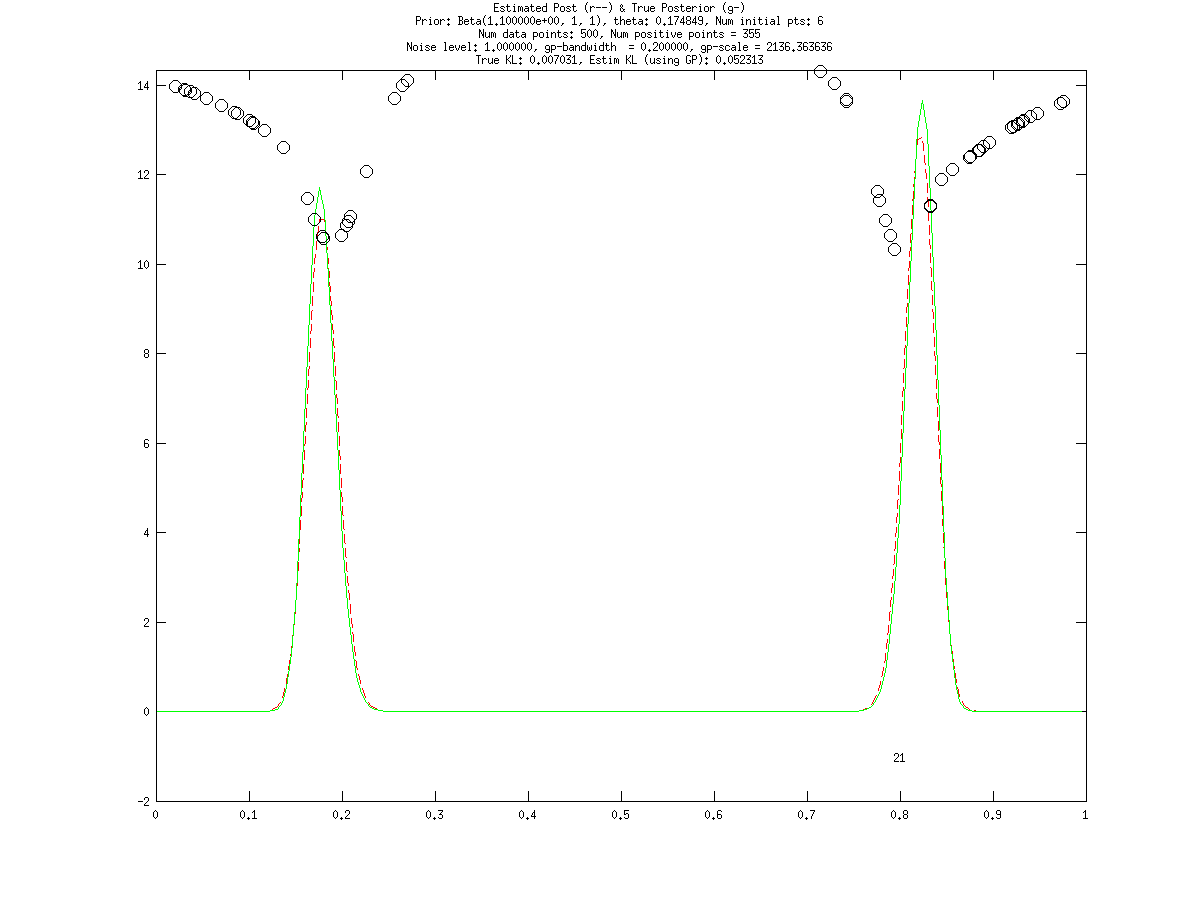 Estimated Post (r--) & True Posterior (g-)
Prior: Beta(1.100000e+00, 1, 1), theta: 0.174849, Num initial pts: 6
Num data points: 500, Num positive points = 355
Noise level: 1.000000, gp-bandwidth  = 0.200000, gp-scale = 2136.363636
True KL: 0.007031, Estim KL (using GP): 0.052313
14
12
10
8
6
4
2
0
21
-2
0 0.1 0.2 0.3 0.4 0.5 0.6 0.7 0.8 0.9 1